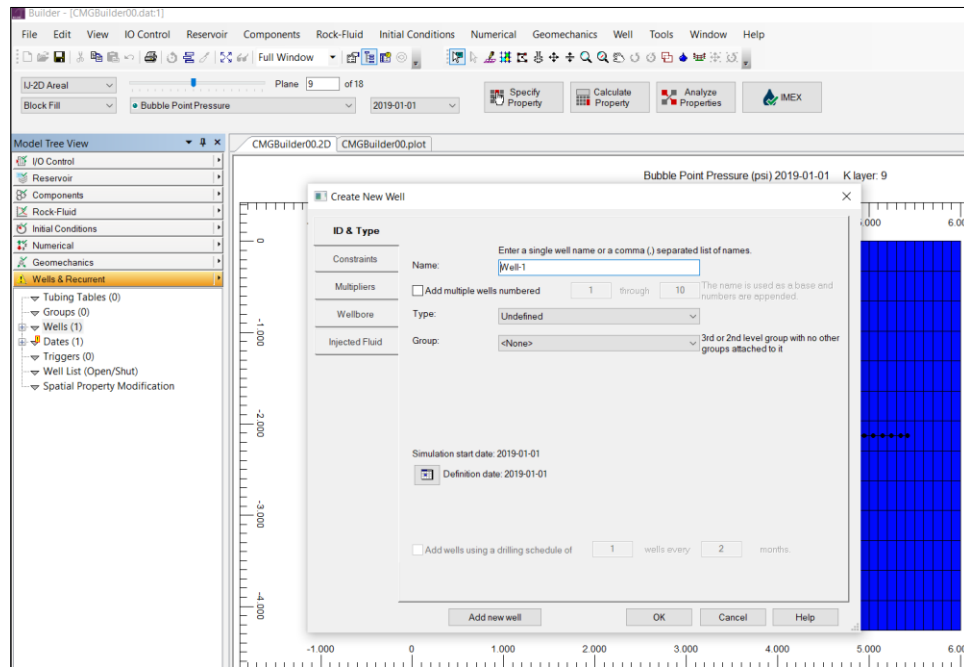 Builder - [CMGBuilder00.dat:1]
File Edit View IO Control Reservoir Components Rock-Fluid Initial Conditions Numerical Geomechanics Well Tools Window Help
Full Window
IJ-2D Areal Plane 9 of 18
Block Fill Bubble Point Pressure 2019-01-01
Specify Property
Calculate Property
Analyze Properties
IMEX
Model Tree View
I/O Control
Reservoir
Components
Rock-Fluid
Initial Conditions
Numerical
Geomechanics
Wells & Recurrent
Tubing Tables (0)
Groups (0)
Wells (1)
Dates (1)
Triggers (0)
Well List (Open/Shut)
Spatial Property Modification
CMGBuilder00.2D CMGBuilder00.plot
Bubble Point Pressure (psi) 2019-01-01 K layer: 9
Create New Well
ID & Type
Constraints
Multipliers
Wellbore
Injected Fluid
Enter a single well name or a comma (,) separated list of names.
Name: Well-1
Add multiple wells numbered 1 through 10 The name is used as a base and
numbers are appended.
Type: Undefined
Group: <None> 3rd or 2nd level group with no other
groups attached to it
Simulation start date: 2019-01-01
Definition date: 2019-01-01
Add wells using a drilling schedule of 1 wells every 2 months.
Add new well OK Cancel Help
0
-1.000
-2.000
-3.000
-4.000
-1.000 0 1.000 2.000 3.000 4.000 5.000 6.00